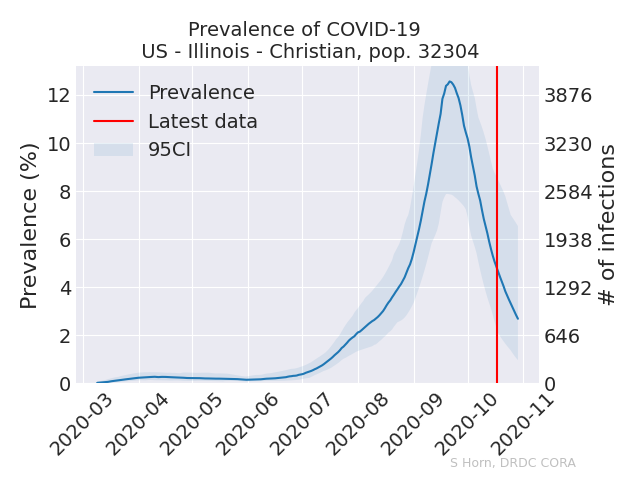 Prevalence of COVID-19
US - Illinois - Christian, pop. 32304
Prevalence
Latest data
95CI
Prevalence (%)
12
10
8
6
4
2
0
3876
3230
2584
1938
1292
646
0
# of infections
2020-03
2020-04
2020-05
2020-06
2020-07
2020-08
2020-09
2020-10
2020-11
S Horn, DRDC CORA